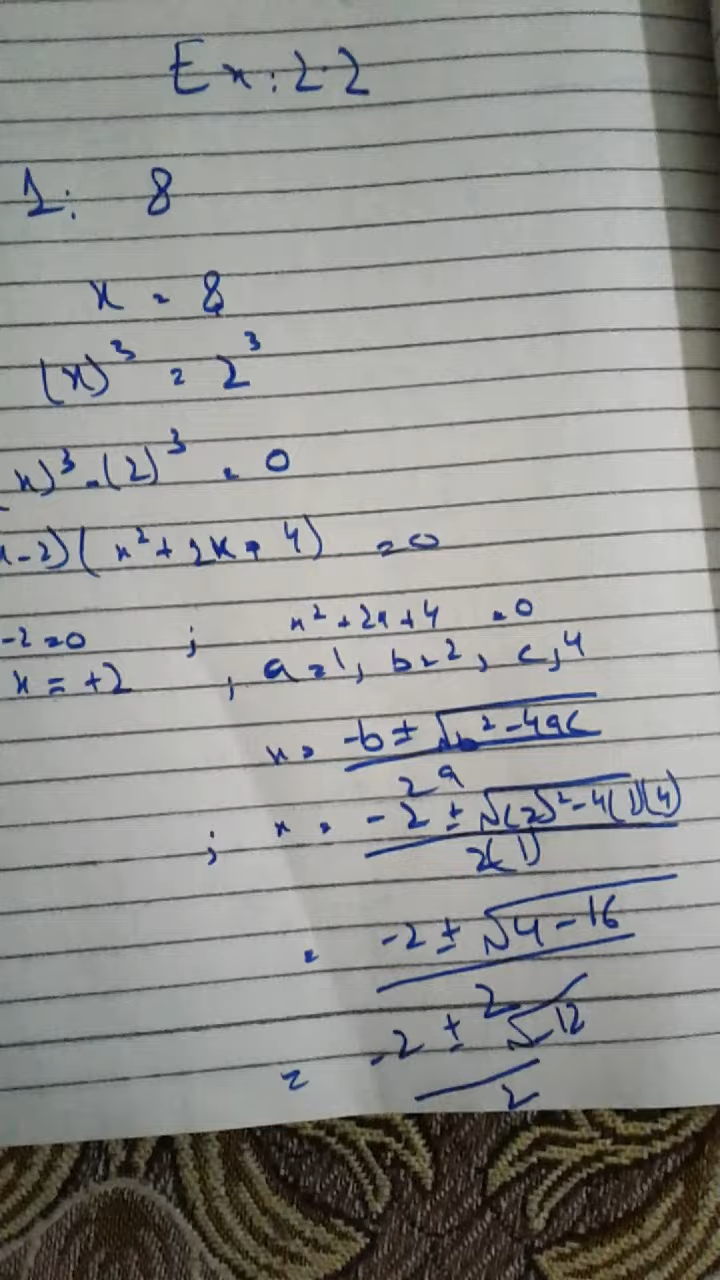 Ex: 2.2
1: 8
x = 8
(x)³ = 2³
x)³ - (2)³ = 0
x-2)(x² + 2x + 4) = 0
-2 = 0 ; x² + 2x + 4 = 0
x = +2 , a = 1, b = 2, c, 4
x = -b ± √b² - 4ac / 2a
; x = -2 ± √(2)² - 4(1)(4) / 2(1)
= -2 ± √4 - 16 / 2
= -2 ± √-12 / 2